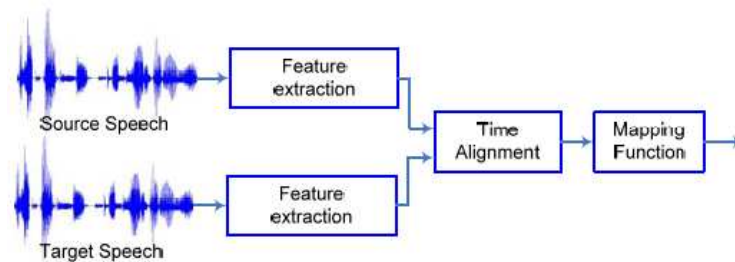 Source Speech
Feature
extraction
Time
Alignment
Mapping
Function
Target Speech
Feature
extraction